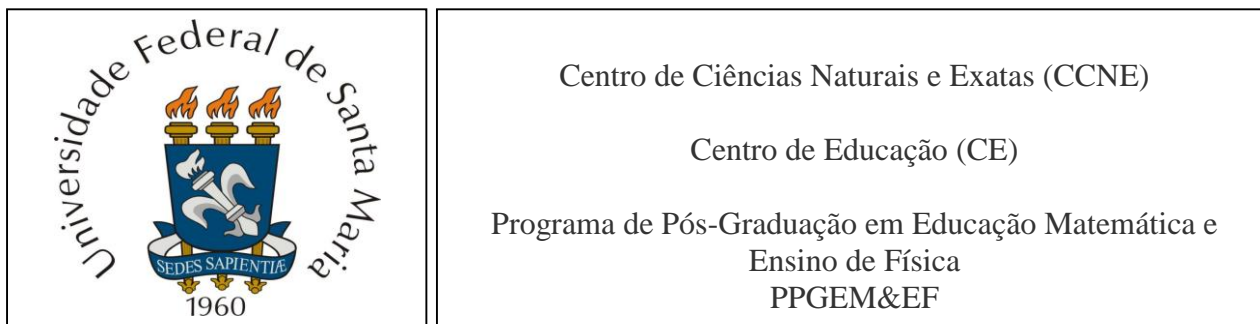 Universidade Federal de Santa Maria
SEDES SAPIENTIÆ
1960
Centro de Ciências Naturais e Exatas (CCNE)
Centro de Educação (CE)
Programa de Pós-Graduação em Educação Matemática e
Ensino de Física
PPGEM&EF